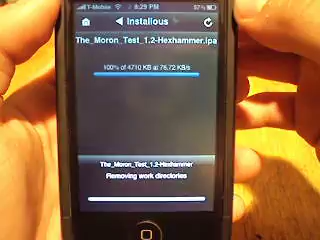 T-Mobile 8:29 PM 57%
Installous
The_Moron_Test_1.2-Hexhammer.ipa
100% of 4710 KB at 76.72 KB/s
The_Moron_Test_1.2-Hexhammer
Removing work directories